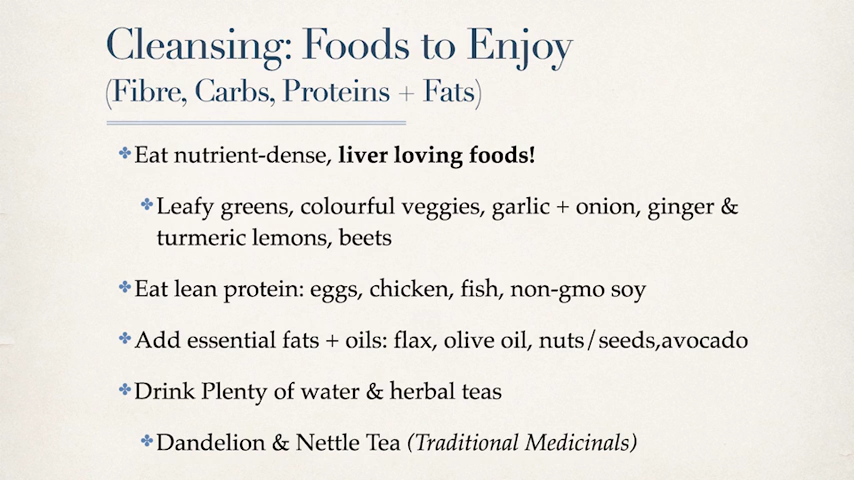 Cleansing: Foods to Enjoy
(Fibre, Carbs, Proteins + Fats)
Eat nutrient-dense, liver loving foods!
Leafy greens, colourful veggies, garlic + onion, ginger &
turmeric lemons, beets
Eat lean protein: eggs, chicken, fish, non-gmo soy
Add essential fats + oils: flax, olive oil, nuts/seeds,avocado
Drink Plenty of water & herbal teas
Dandelion & Nettle Tea (Traditional Medicinals)